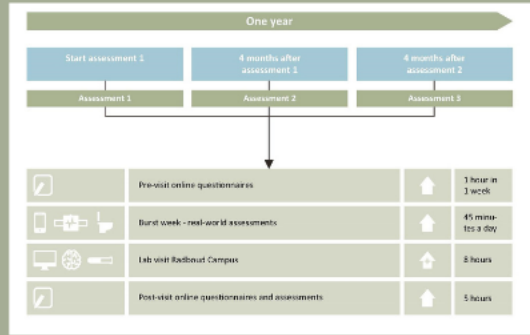 One year
Start assessment 1
4 months after
assessment 1
4 months after
assessment 2
Assessment 1
Assessment 2
Assessment 3
Pre-visit online questionnaires
1 hour in
1 week
Burst week - real-world assessments
45 minu-
tes a day
Lab visit Radboud Campus
8 hours
Post-visit online questionnaires and assessments
5 hours